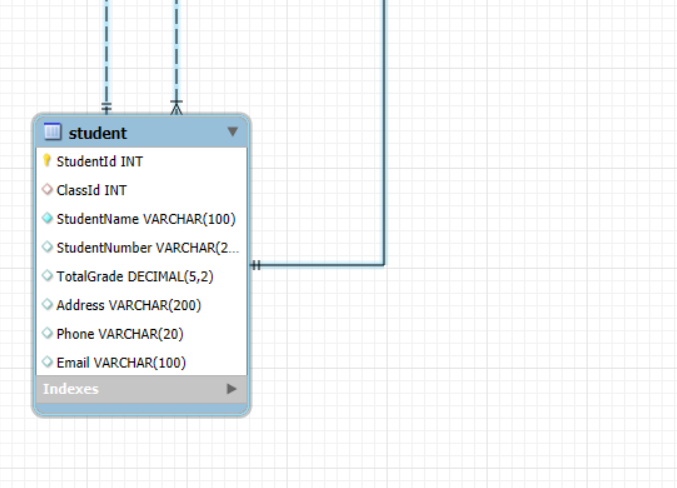 student
StudentId INT
ClassId INT
StudentName VARCHAR(100)
StudentNumber VARCHAR(2...
TotalGrade DECIMAL(5,2)
Address VARCHAR(200)
Phone VARCHAR(20)
Email VARCHAR(100)
Indexes